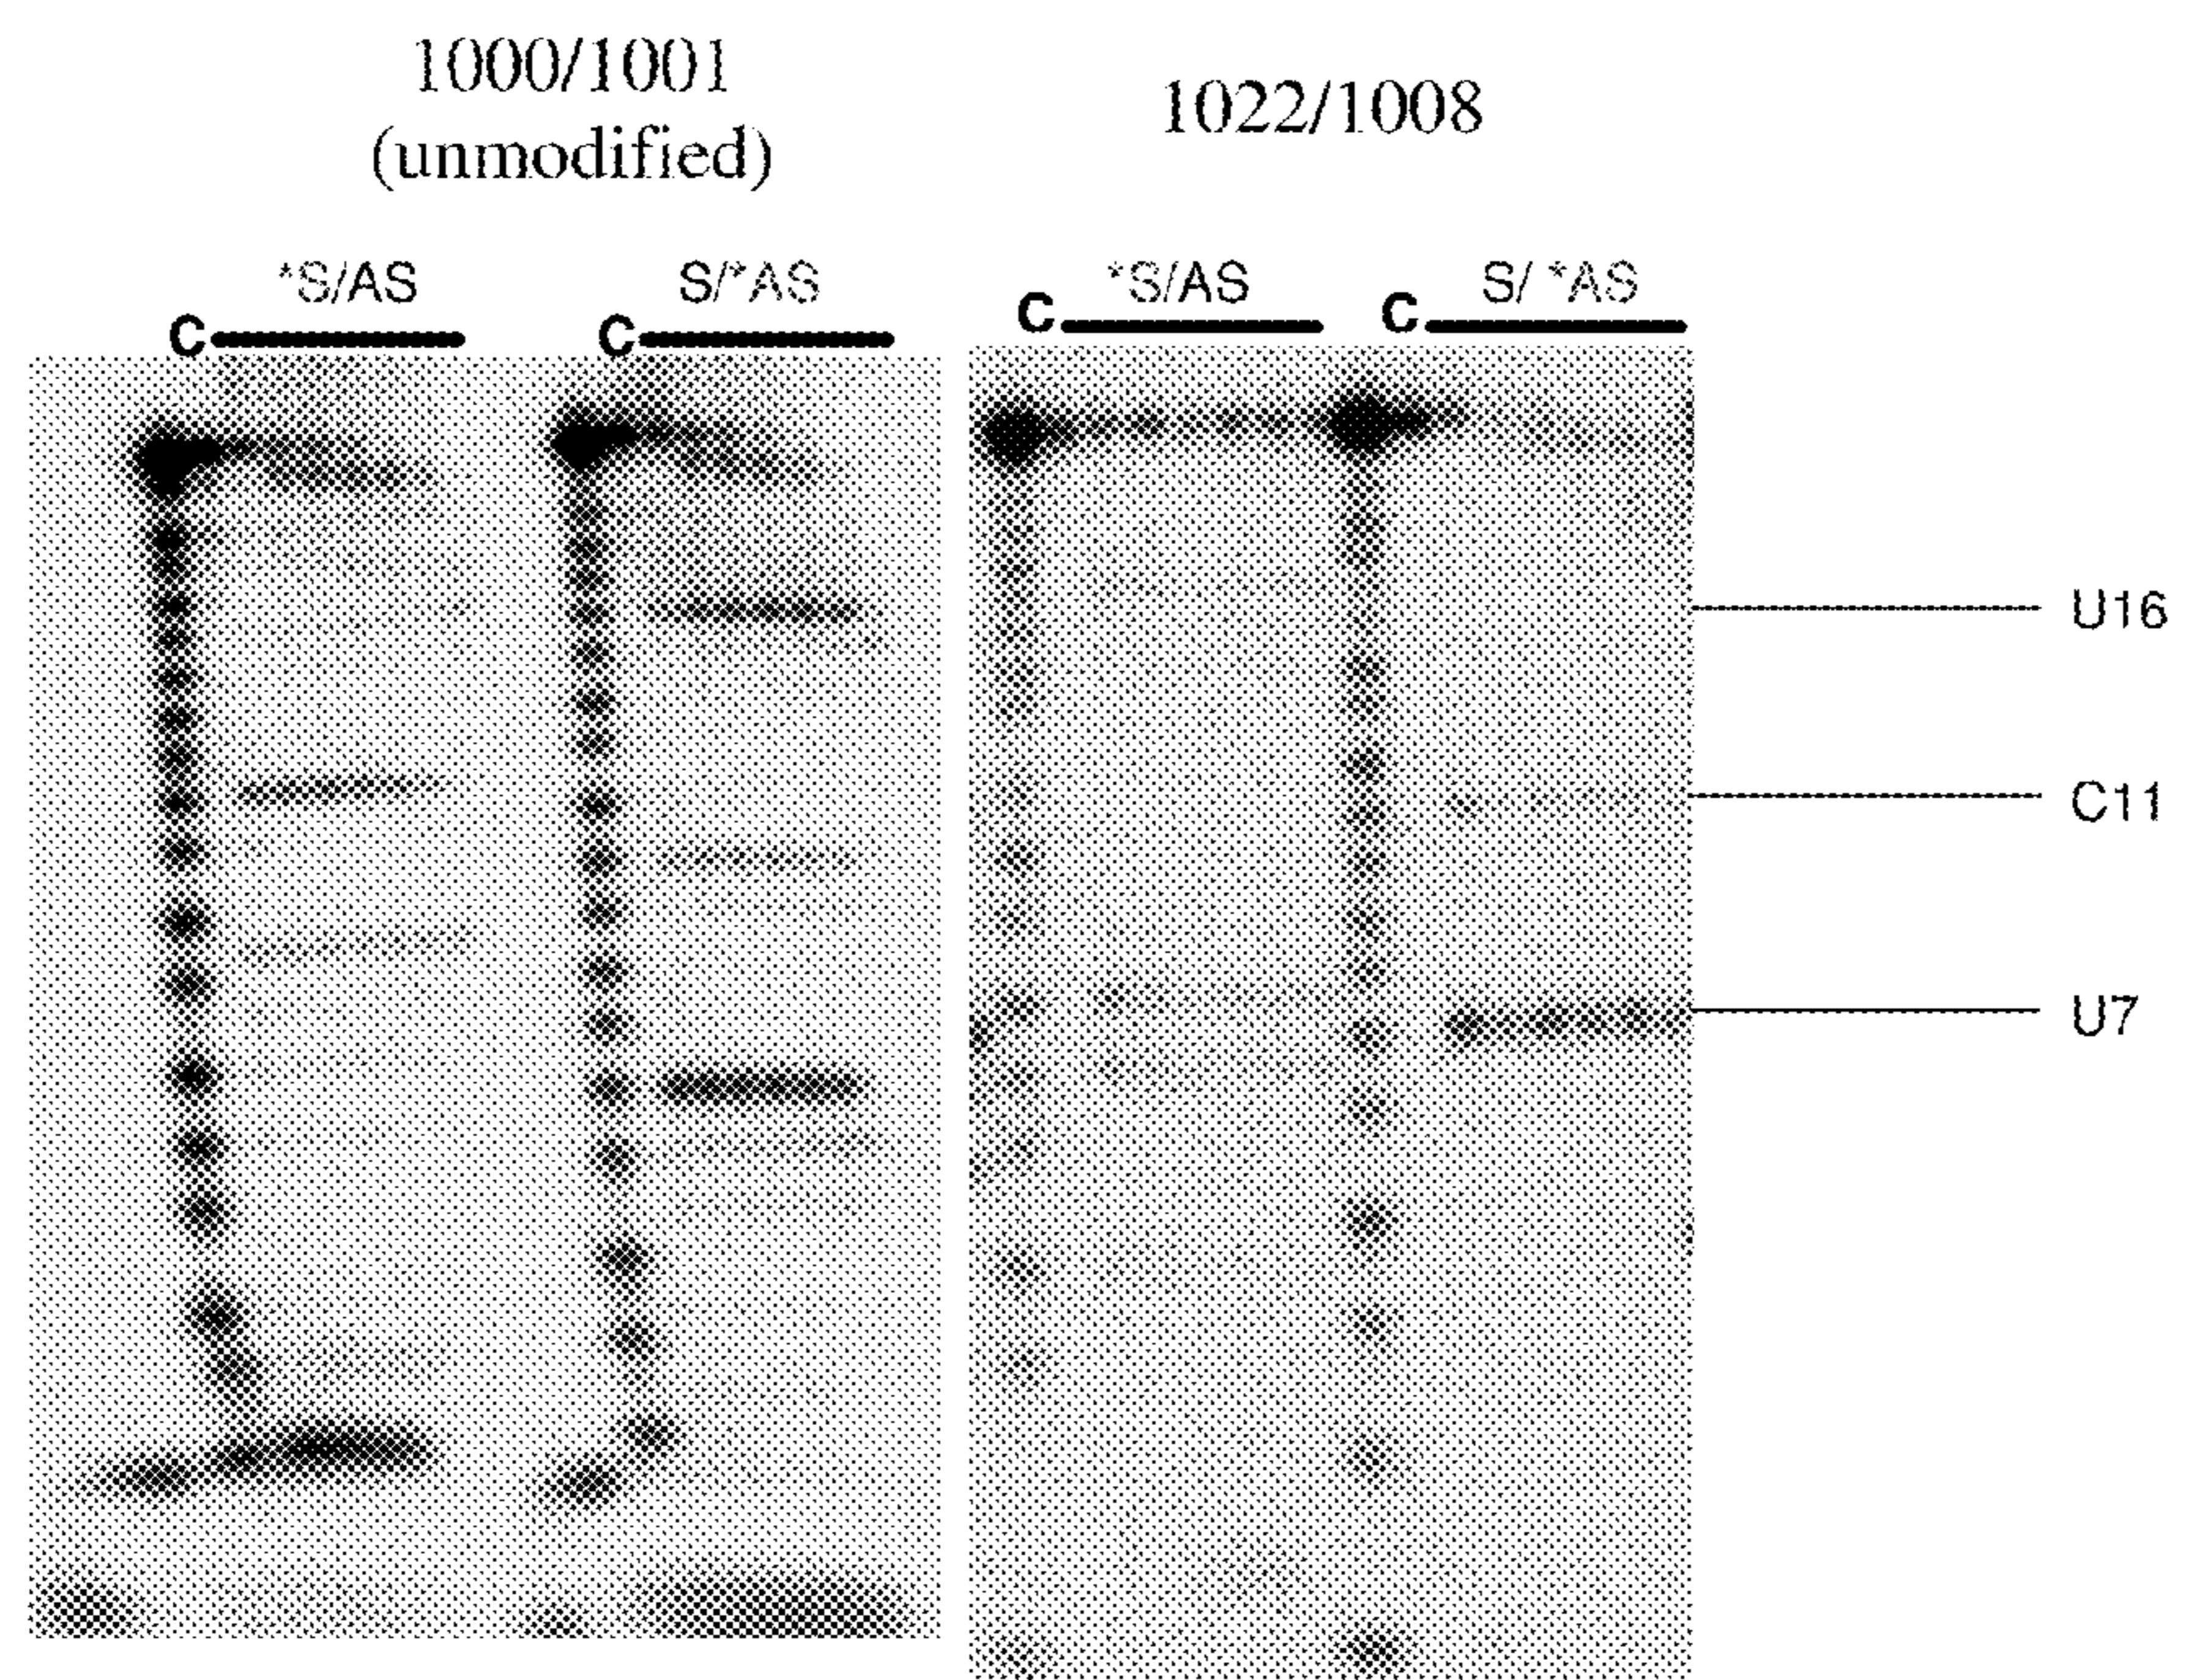 1000/1001
(unmodified)
1022/1008
*S/AS
S/*AS
*S/AS
S/ *AS
C
C
C
C
U16
C11
U7